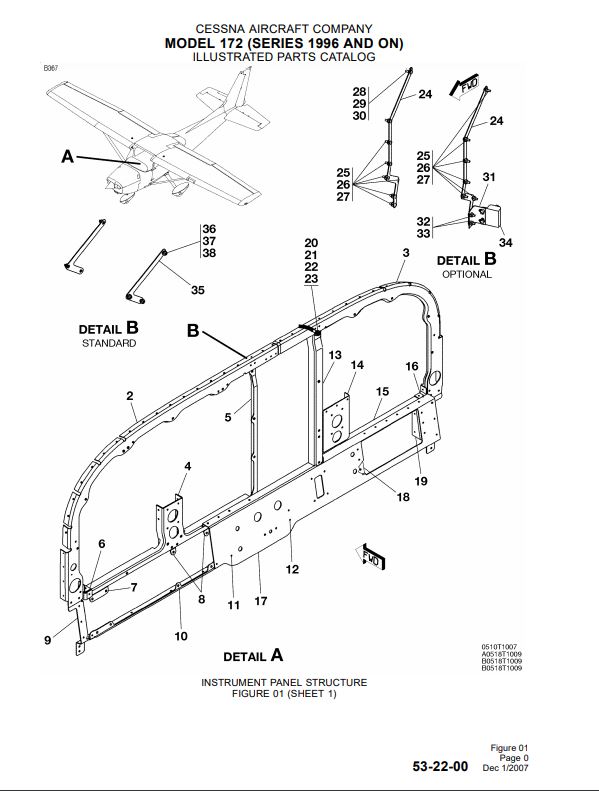 CESSNA AIRCRAFT COMPANY
MODEL 172 (SERIES 1996 AND ON)
ILLUSTRATED PARTS CATALOG
B067
A
28
29
30
24
FWD
24
25
26
27
25
26
27
31
32
33
34
DETAIL B
OPTIONAL
36
37
38
35
DETAIL B
STANDARD
B
20
21
22
23
3
13
14
15
16
2
5
4
19
18
6
7
8
9
10
11
17
12
FWD
DETAIL A
0510T1007
A0518T1009
B0518T1009
B0518T1009
INSTRUMENT PANEL STRUCTURE
FIGURE 01 (SHEET 1)
Figure 01
Page 0
53-22-00 Dec 1/2007